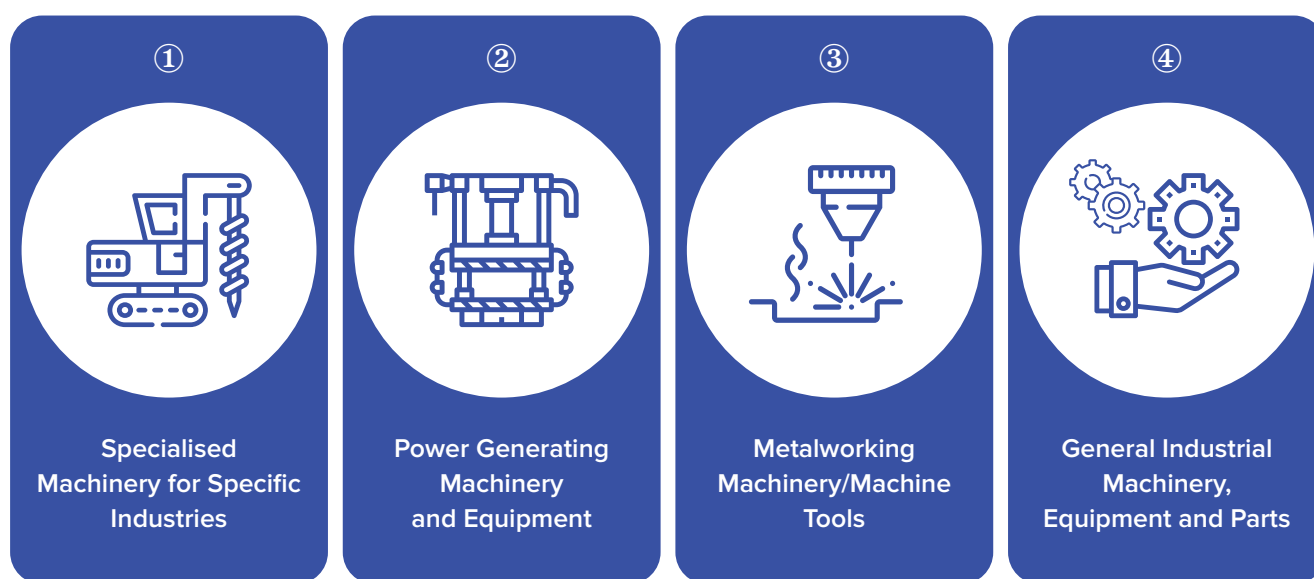 ①
Specialised
Machinery for Specific
Industries
②
Power Generating
Machinery
and Equipment
③
Metalworking
Machinery/Machine
Tools
④
General Industrial
Machinery,
Equipment and Parts